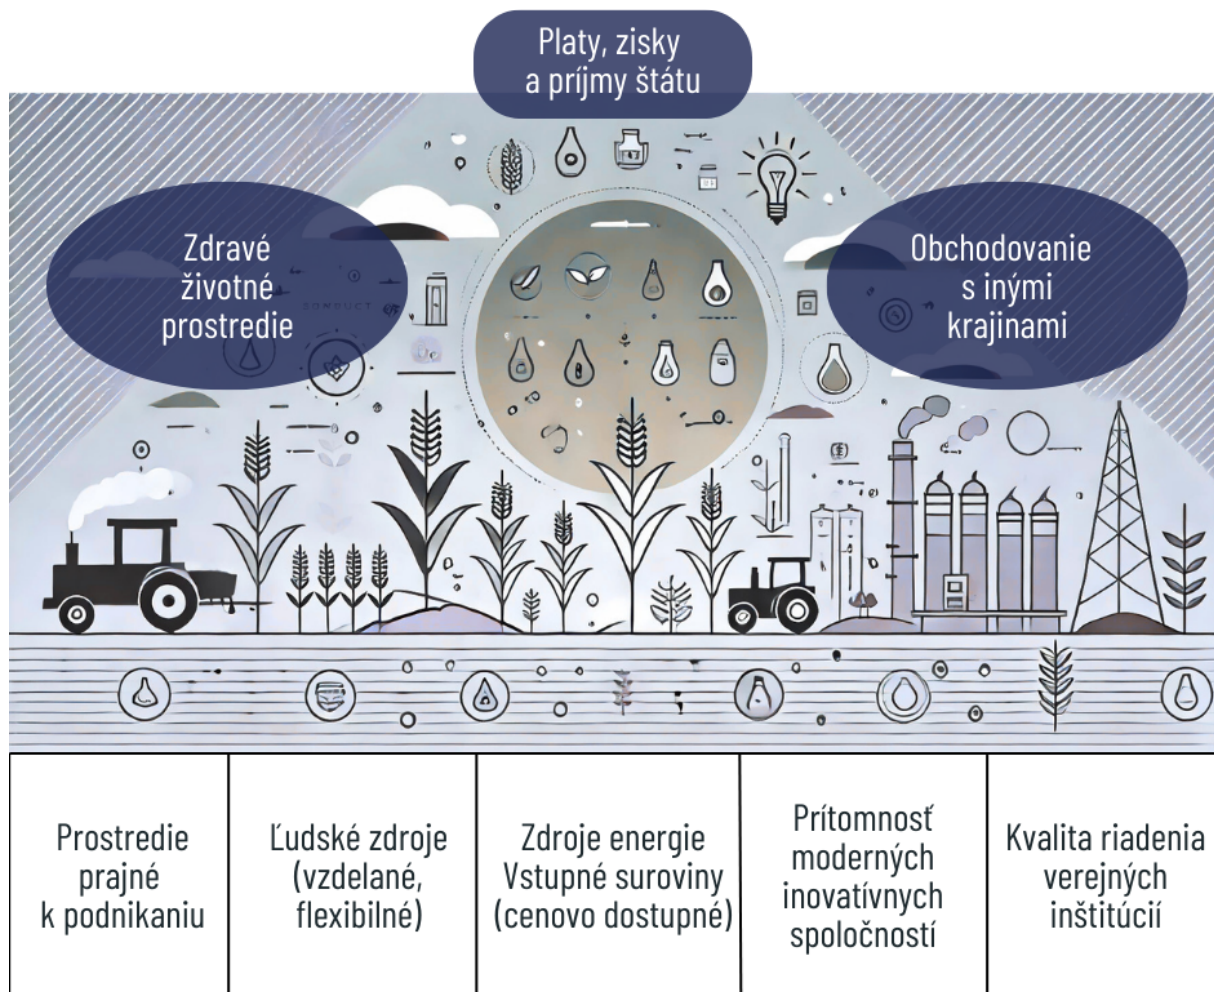 Platy, zisky
a príjmy štátu
Zdravé
životné
prostredie
Obchodovanie
s inými
krajinami
Prostredie
prajné
k podnikaniu
Ľudské zdroje
(vzdelané,
flexibilné)
Zdroje energie
Vstupné suroviny
(cenovo dostupné)
Prítomnosť
moderných
inovatívnych
spoločností
Kvalita riadenia
verejných
inštitúcií